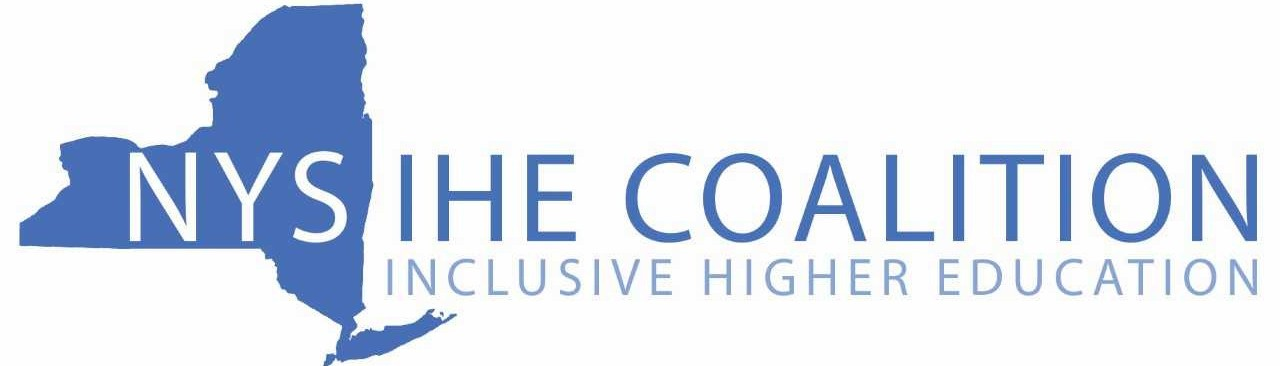 NYS IHE COALITION
INCLUSIVE HIGHER EDUCATION